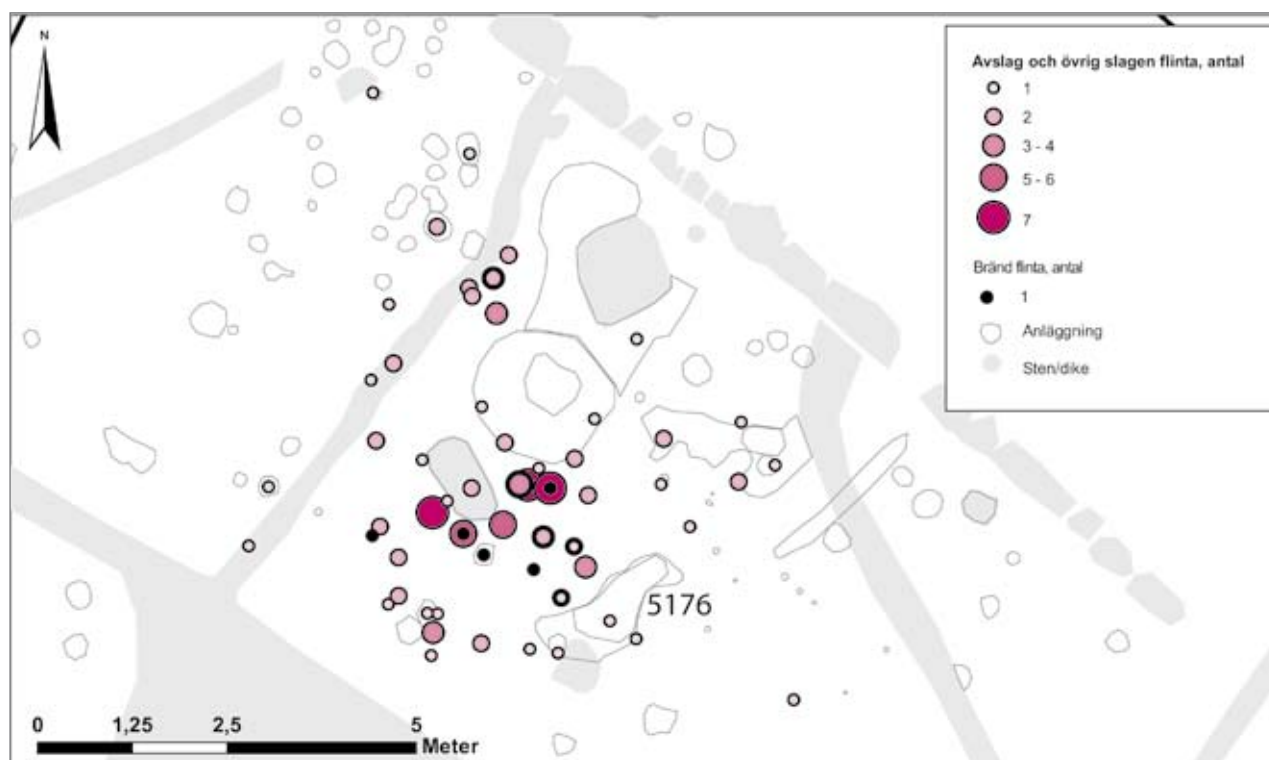 N
Avslag och övrig slagen flinta, antal
1
2
3 - 4
5 - 6
7
Bränd flinta, antal
1
Anläggning
Sten/dike
5176
0 1,25 2,5 5
Meter